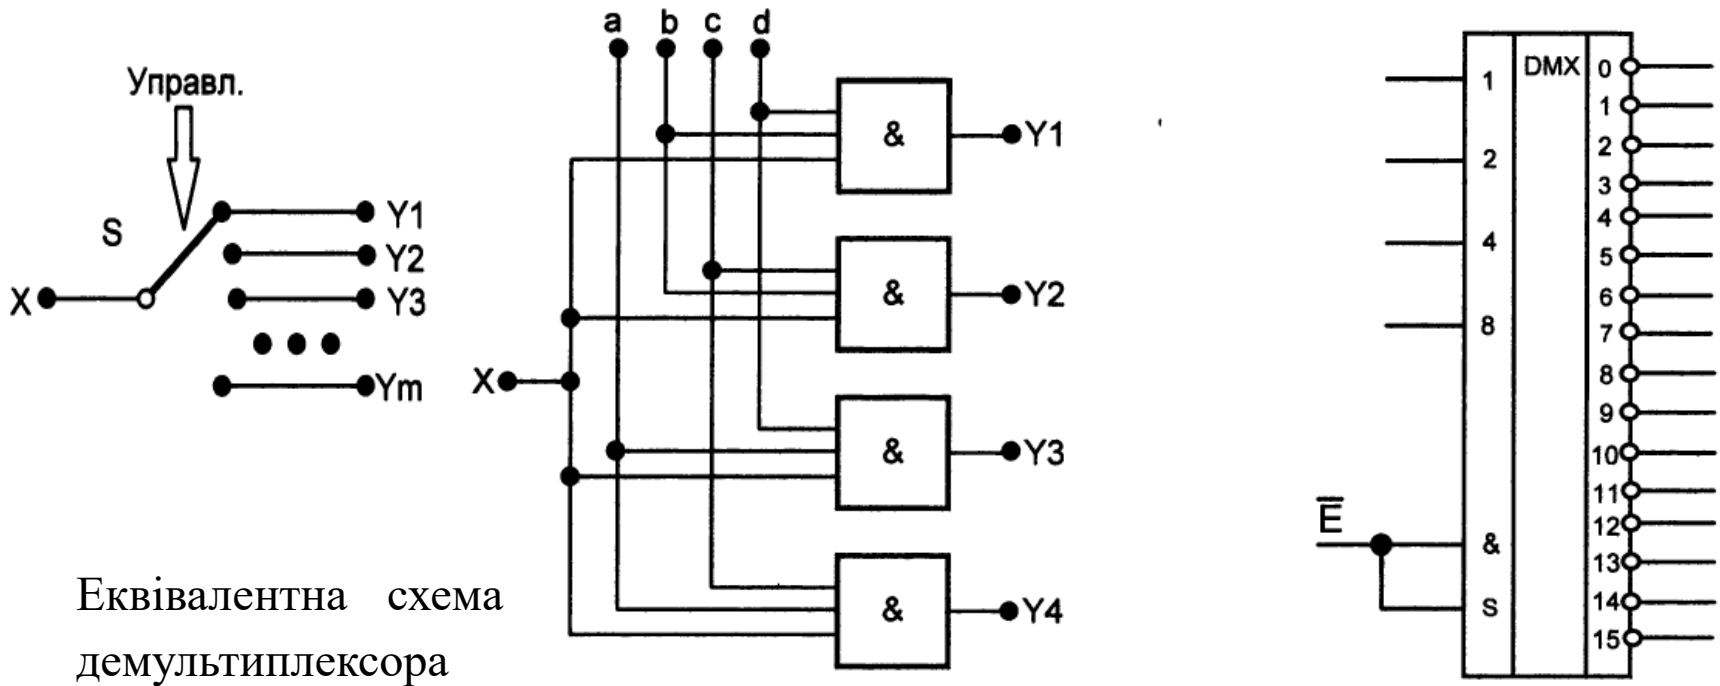 Управл.
S
X
Y1
Y2
Y3
Ym
Еквівалентна схема
демультиплексора
a b c d
X
&
Y1
&
Y2
&
Y3
&
Y4
DMX
1
2
4
8
E̅
&
S
0
1
2
3
4
5
6
7
8
9
10
11
12
13
14
15